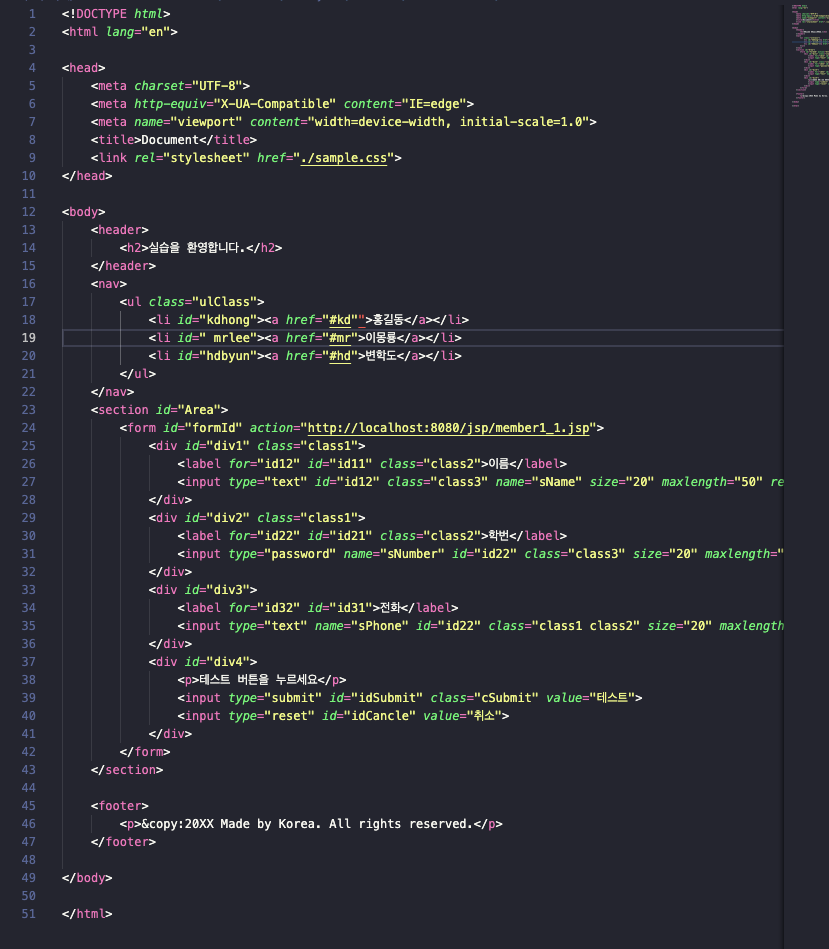 1 <!DOCTYPE html>
2 <html lang="en">
3
4 <head>
5     <meta charset="UTF-8">
6     <meta http-equiv="X-UA-Compatible" content="IE=edge">
7     <meta name="viewport" content="width=device-width, initial-scale=1.0">
8     <title>Document</title>
9     <link rel="stylesheet" href="./sample.css">
10 </head>
11
12 <body>
13     <header>
14         <h2>실습을 환영합니다.</h2>
15     </header>
16     <nav>
17         <ul class="ulClass">
18             <li id="kdhong"><a href="#kd"">홍길동</a></li>
19             <li id=" mrlee"><a href="#mr">이몽룡</a></li>
20             <li id="hdbyun"><a href="#hd">변학도</a></li>
21         </ul>
22     </nav>
23     <section id="Area">
24         <form id="formId" action="http://localhost:8080/jsp/member1_1.jsp">
25             <div id="div1" class="class1">
26                 <label for="id12" id="id11" class="class2">이름</label>
27                 <input type="text" id="id12" class="class3" name="sName" size="20" maxlength="50" re
28             </div>
29             <div id="div2" class="class1">
30                 <label for="id22" id="id21" class="class2">학번</label>
31                 <input type="password" name="sNumber" id="id22" class="class3" size="20" maxlength="
32             </div>
33             <div id="div3">
34                 <label for="id32" id="id31">전화</label>
35                 <input type="text" name="sPhone" id="id22" class="class1 class2" size="20" maxlength
36             </div>
37             <div id="div4">
38                 <p>테스트 버튼을 누르세요</p>
39                 <input type="submit" id="idSubmit" class="cSubmit" value="테스트">
40                 <input type="reset" id="idCancle" value="취소">
41             </div>
42         </form>
43     </section>
44
45     <footer>
46         <p>&copy:20XX Made by Korea. All rights reserved.</p>
47     </footer>
48
49 </body>
50
51 </html>